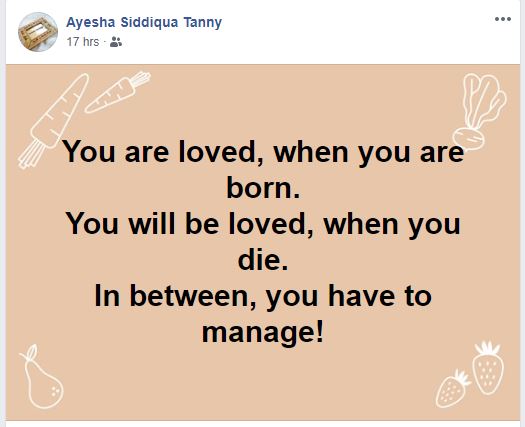 Ayesha Siddiqua Tanny
17 hrs ·
You are loved, when you are
born.
You will be loved, when you
die.
In between, you have to
manage!